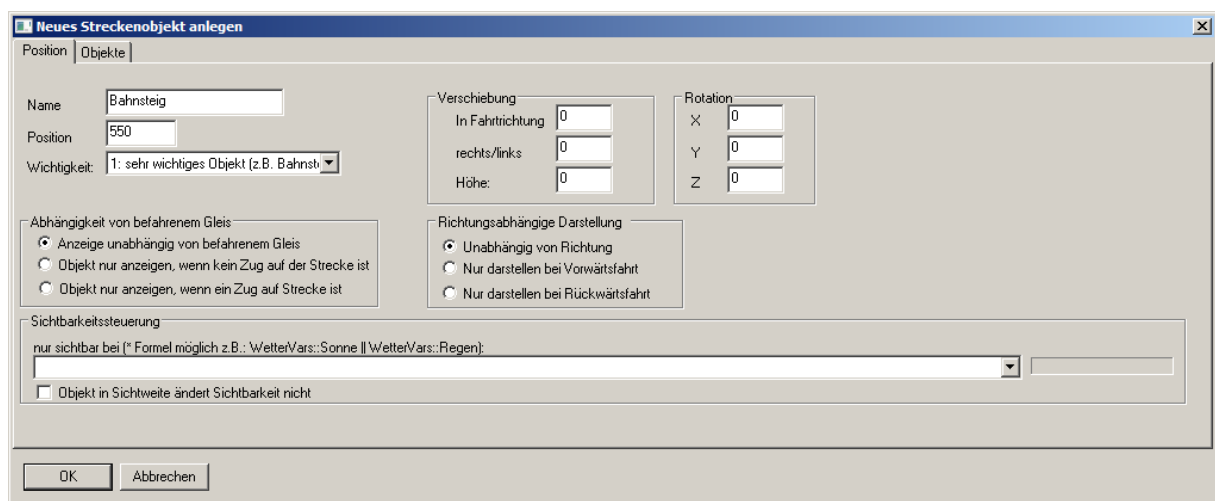 Neues Streckenobjekt anlegen
Position Objekte
Name Bahnsteig
Position 550
Wichtigkeit: 1: sehr wichtiges Objekt (z.B. Bahnst
Verschiebung
In Fahrtrichtung 0
rechts/links 0
Höhe: 0
Rotation
X 0
Y 0
Z 0
Abhängigkeit von befahrenem Gleis
Anzeige unabhängig von befahrenem Gleis
Objekt nur anzeigen, wenn kein Zug auf der Strecke ist
Objekt nur anzeigen, wenn ein Zug auf Strecke ist
Richtungsabhängige Darstellung
Unabhängig von Richtung
Nur darstellen bei Vorwärtsfahrt
Nur darstellen bei Rückwärtsfahrt
Sichtbarkeitssteuerung
nur sichtbar bei (* Formel möglich z.B.: WetterVars::Sonne || WetterVars::Regen):
Objekt in Sichtweite ändert Sichtbarkeit nicht
OK Abbrechen